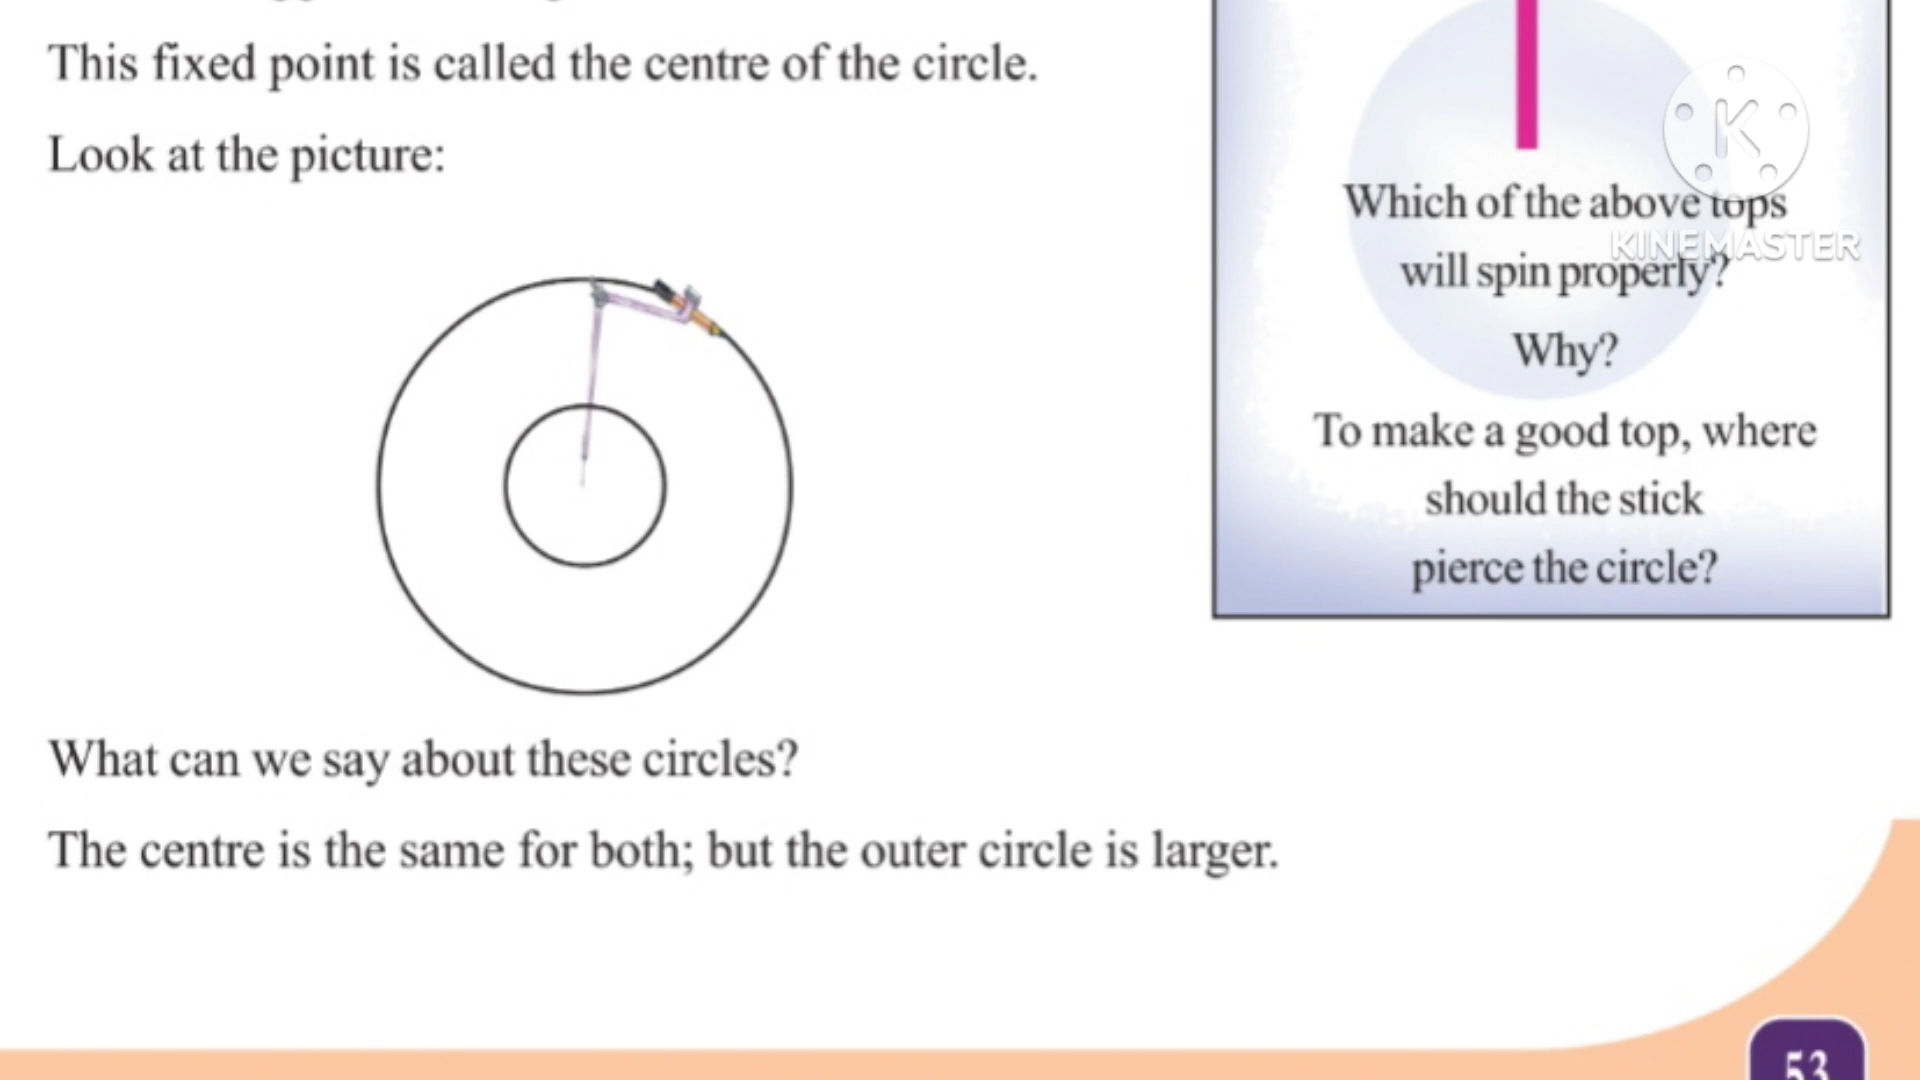 This fixed point is called the centre of the circle.
Look at the picture:
What can we say about these circles?
The centre is the same for both; but the outer circle is larger.
Which of the above tops
will spin properly?
Why?
To make a good top, where
should the stick
pierce the circle?
K
KINEMASTER
53